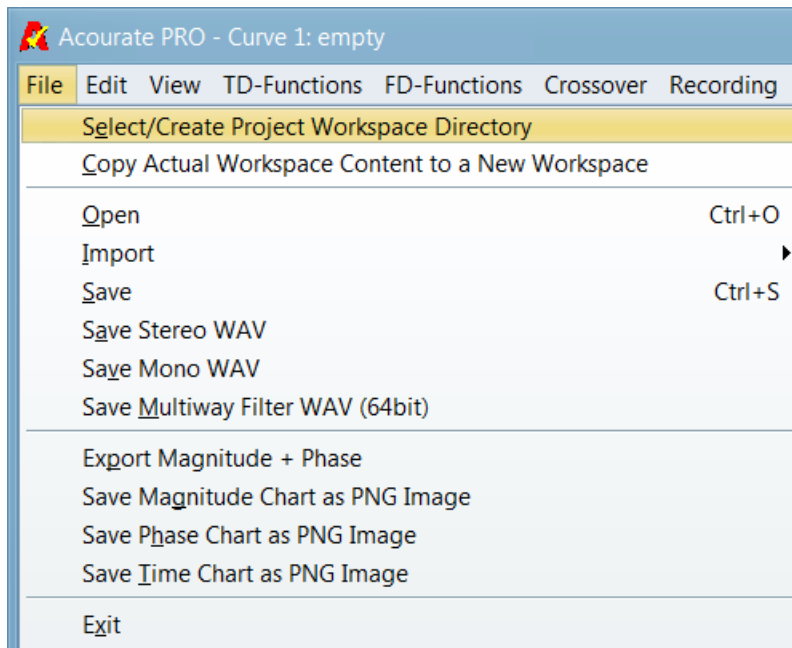 Acourate PRO - Curve 1: empty
File Edit View TD-Functions FD-Functions Crossover Recording
Select/Create Project Workspace Directory
Copy Actual Workspace Content to a New Workspace
Open Ctrl+O
Import
Save Ctrl+S
Save Stereo WAV
Save Mono WAV
Save Multiway Filter WAV (64bit)
Export Magnitude + Phase
Save Magnitude Chart as PNG Image
Save Phase Chart as PNG Image
Save Time Chart as PNG Image
Exit